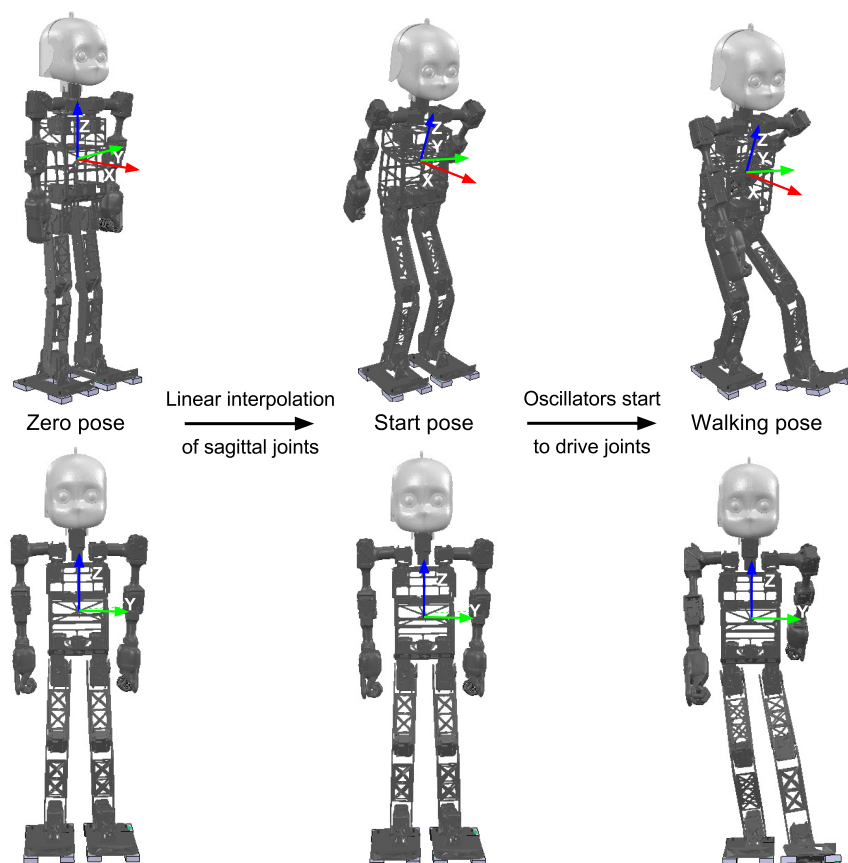 Z
Y
X
Z
Y
X
Z
Y
X
Linear interpolation
Oscillators start
Zero pose
Start pose
Walking pose
of sagittal joints
to drive joints
Z
Y
Z
Y
Z
Y